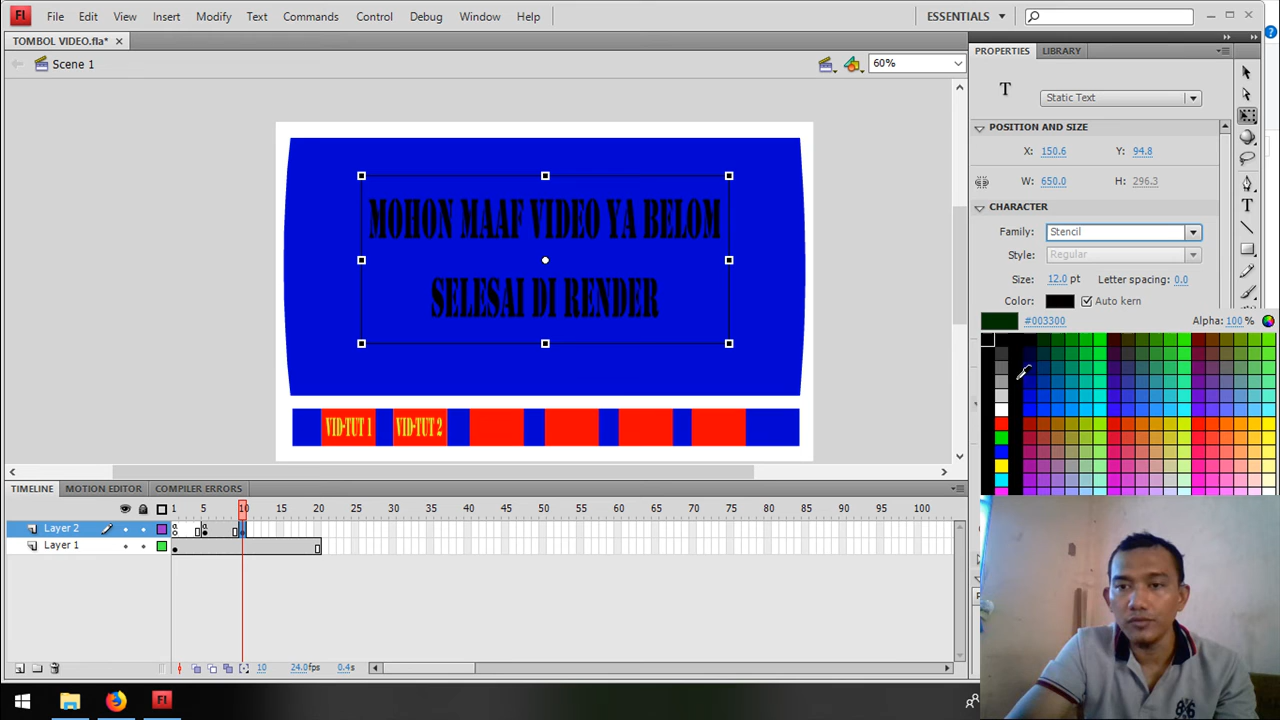 Fl File Edit View Insert Modify Text Commands Control Debug Window Help ESSENTIALS
TOMBOL VIDEO.fla*
Scene 1
60%
PROPERTIES LIBRARY
T Static Text
POSITION AND SIZE
X: 150.6 Y: 94.8
W: 650.0 H: 296.3
CHARACTER
Family: Stencil
Style: Regular
Size: 12.0 pt Letter spacing: 0.0
Color: Auto kern
#003300 Alpha: 100 %
MOHON MAAF VIDEO YA BELOM
SELESAI DI RENDER
VID-TUT 1 VID-TUT 2
TIMELINE MOTION EDITOR COMPILER ERRORS
1 5 10 15 20 25 30 35 40 45 50 55 60 65 70 75 80 85 90 95 100
Layer 2
Layer 1
10 24.0fps 0.4s
Fl